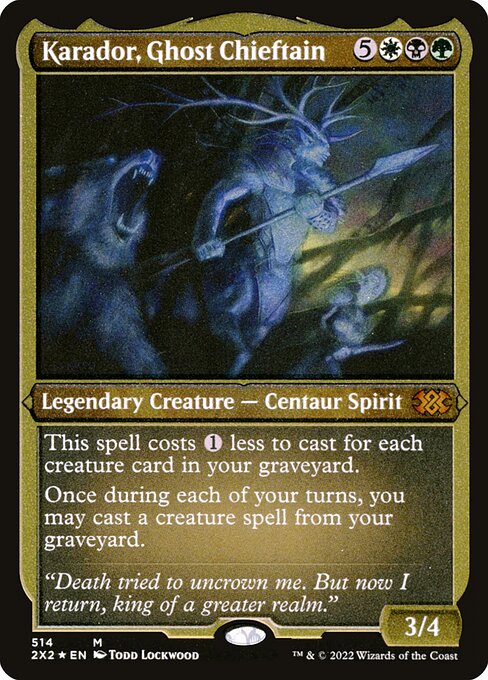 Karador, Ghost Chieftain 5
Legendary Creature — Centaur Spirit
This spell costs 1 less to cast for each
creature card in your graveyard.
Once during each of your turns, you
may cast a creature spell from your
graveyard.
“Death tried to uncrown me. But now I
return, king of a greater realm.”
3/4
514 M
2X2 ★ EN Todd Lockwood ™ & © 2022 Wizards of the Coast